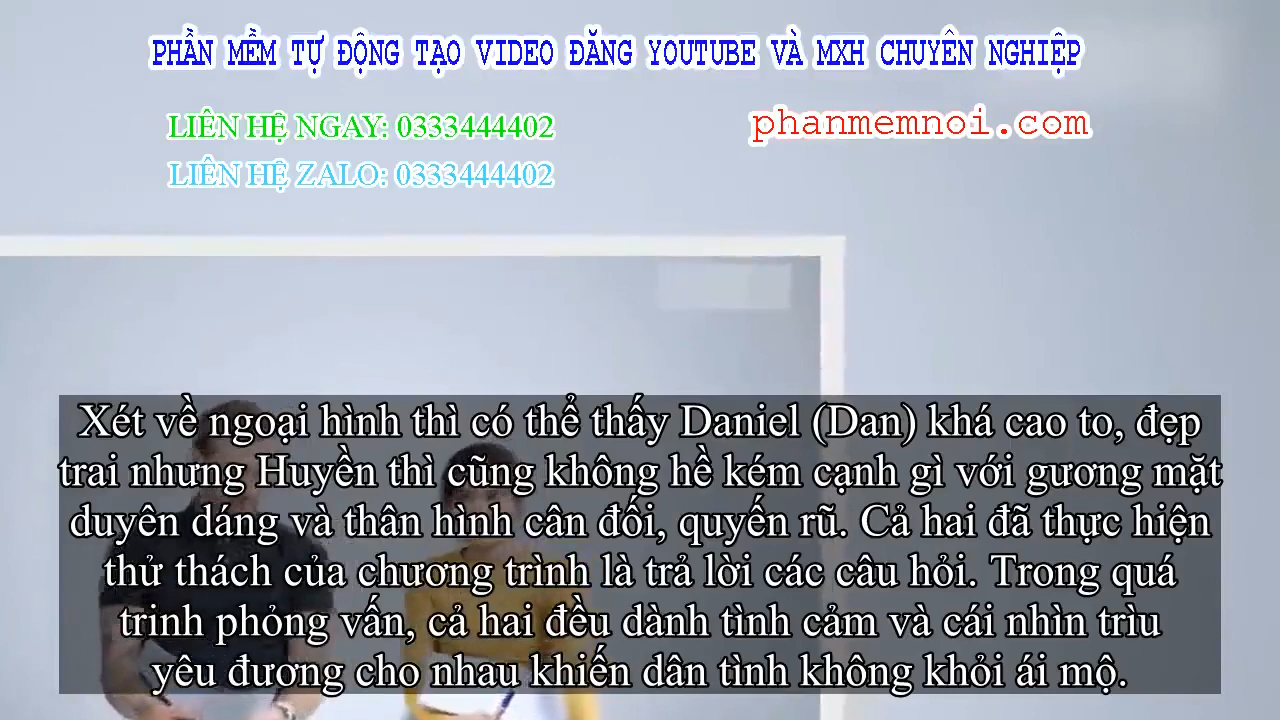 PHẦN MỀM TỰ ĐỘNG TẠO VIDEO ĐĂNG YOUTUBE VÀ MXH CHUYÊN NGHIỆP
LIÊN HỆ NGAY: 0333444402
phanmemnoi.com
LIÊN HỆ ZALO: 0333444402
Xét về ngoại hình thì có thể thấy Daniel (Dan) khá cao to, đẹp
trai nhưng Huyền thì cũng không hề kém cạnh gì với gương mặt
duyên dáng và thân hình cân đối, quyến rũ. Cả hai đã thực hiện
thử thách của chương trình là trả lời các câu hỏi. Trong quá
trình phỏng vấn, cả hai đều dành tình cảm và cái nhìn trìu
yêu đương cho nhau khiến dân tình không khỏi ái mộ.